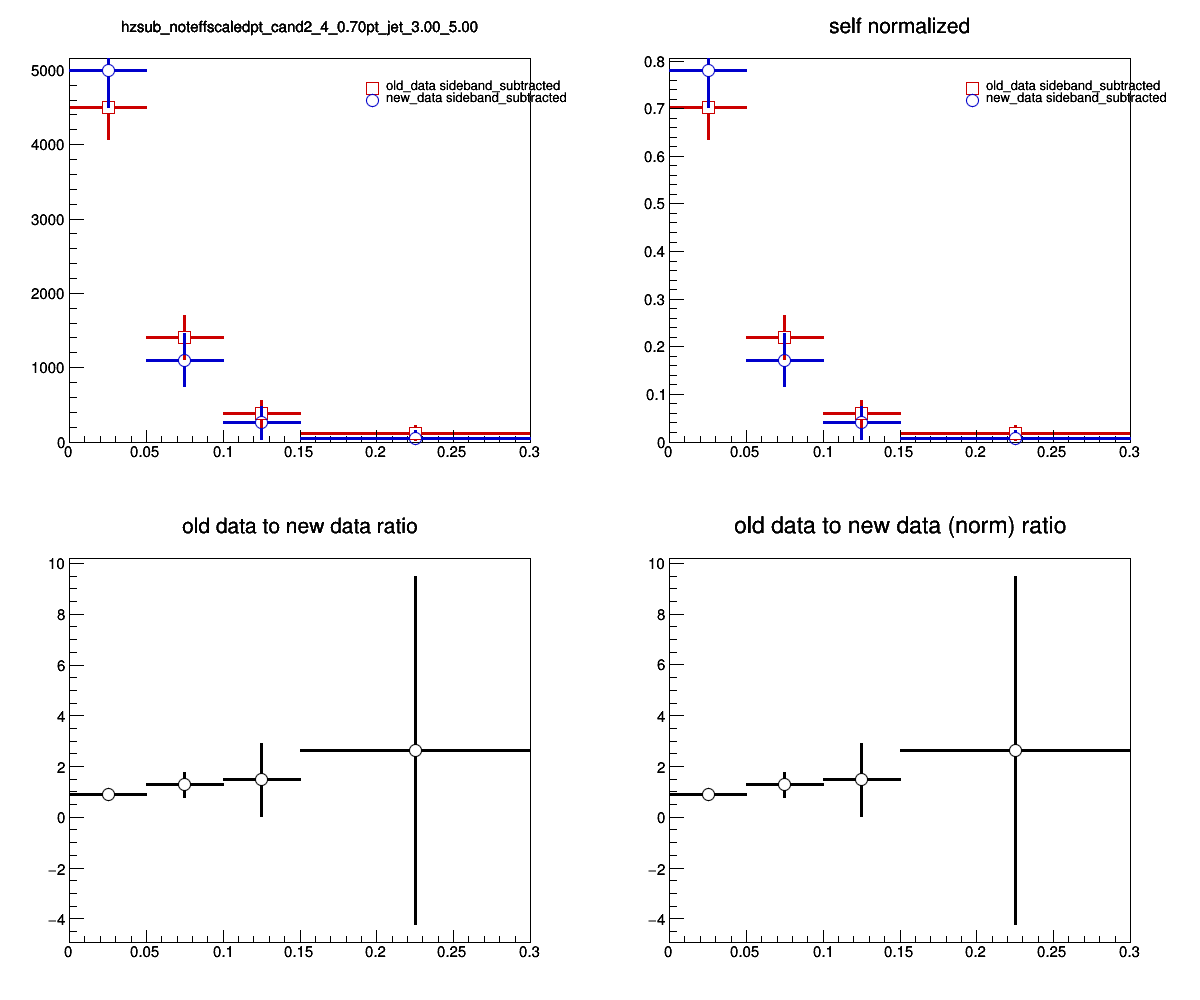 hzsub_noteffscaledpt_cand2_4_0.70pt_jet_3.00_5.00
old_data sideband_subtracted
new_data sideband_subtracted
5000
4000
3000
2000
1000
0
0 0.05 0.1 0.15 0.2 0.25 0.3
self normalized
old_data sideband_subtracted
new_data sideband_subtracted
0.8
0.7
0.6
0.5
0.4
0.3
0.2
0.1
0
0 0.05 0.1 0.15 0.2 0.25 0.3
old data to new data ratio
10
8
6
4
2
0
−2
−4
0 0.05 0.1 0.15 0.2 0.25 0.3
old data to new data (norm) ratio
10
8
6
4
2
0
−2
−4
0 0.05 0.1 0.15 0.2 0.25 0.3